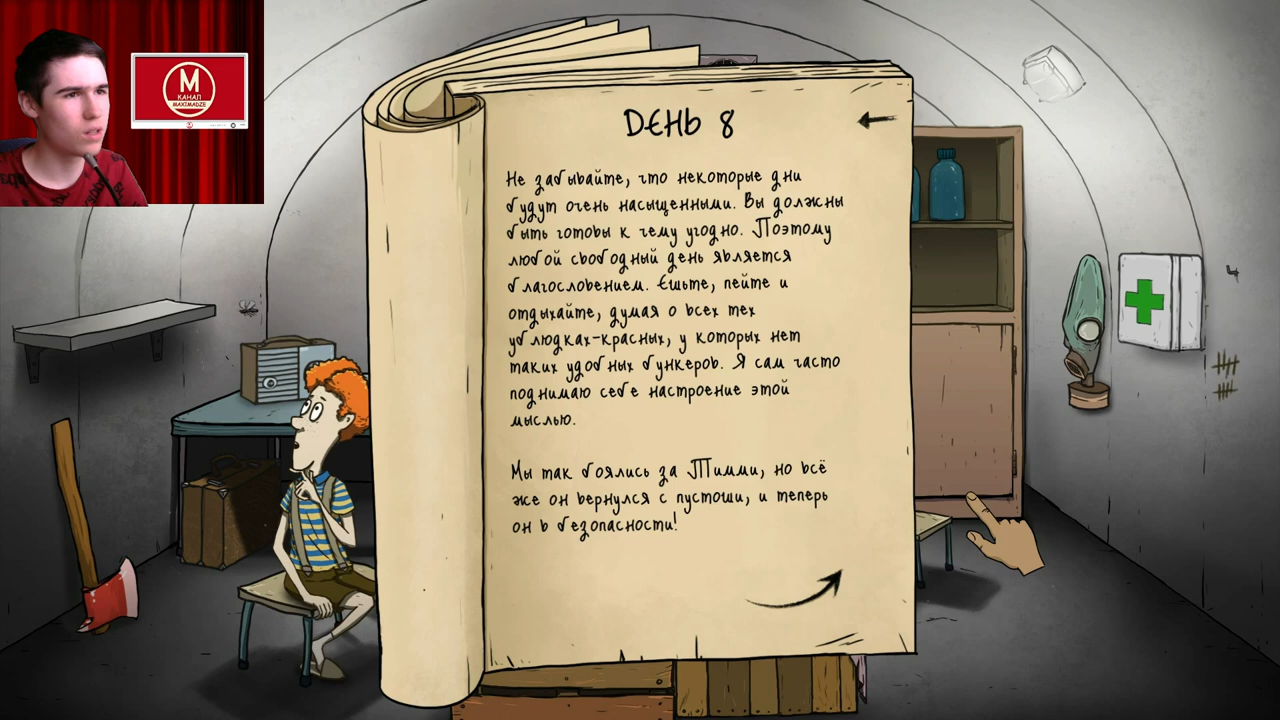 М
КАНАЛ
MAXIMADZE
ДЕНЬ 8
Не забывайте, что некоторые дни
будут очень насыщенными. Вы должны
быть готовы к чему угодно. Поэтому
любой свободный день является
благословением. Ешьте, пейте и
отдыхайте, думая о всех тех
ублюдках-красных, у которых нет
таких удобных бункеров. Я сам часто
поднимаю себе настроение этой
мыслью.
Мы так боялись за Тимми, но всё
же он вернулся с пустоши, и теперь
он в безопасности!